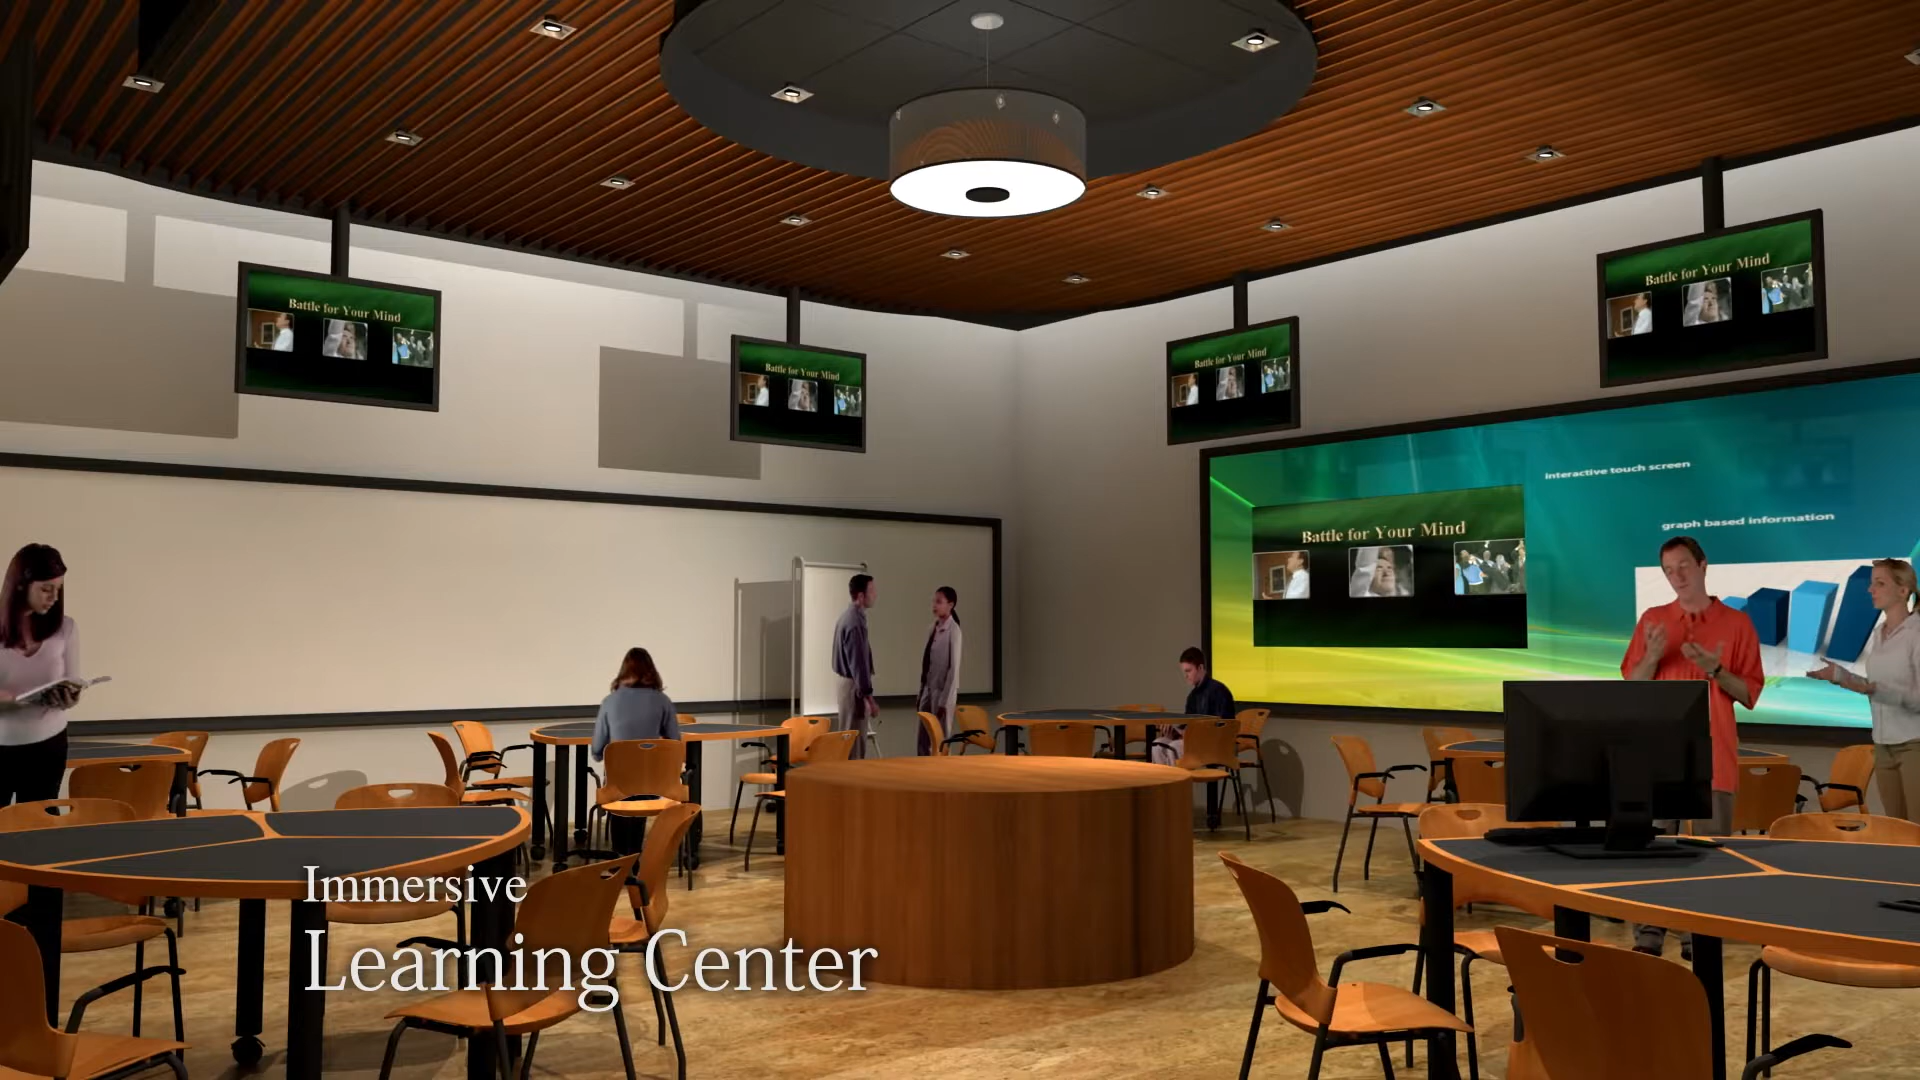 Battle for Your Mind
Battle for Your Mind
Battle for Your Mind
Battle for Your Mind
interactive touch screen
graph based information
Battle for Your Mind
Immersive
Learning Center